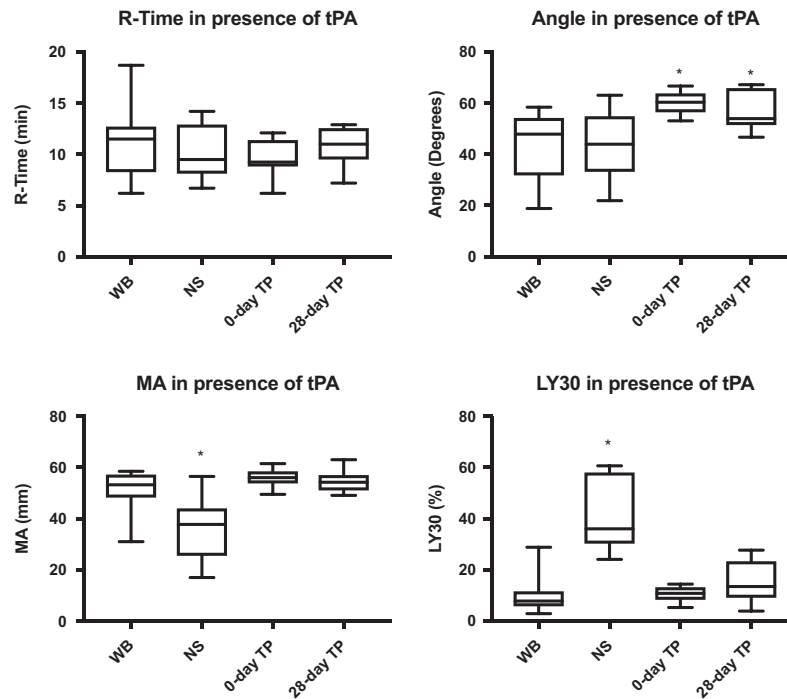 R-Time in presence of tPA
R-Time (min)
20
15
10
5
0
WB
NS
0-day TP
28-day TP
Angle in presence of tPA
Angle (Degrees)
80
60
40
20
0
*
*
WB
NS
0-day TP
28-day TP
MA in presence of tPA
MA (mm)
80
60
40
20
0
*
WB
NS
0-day TP
28-day TP
LY30 in presence of tPA
LY30 (%)
80
60
40
20
0
*
WB
NS
0-day TP
28-day TP